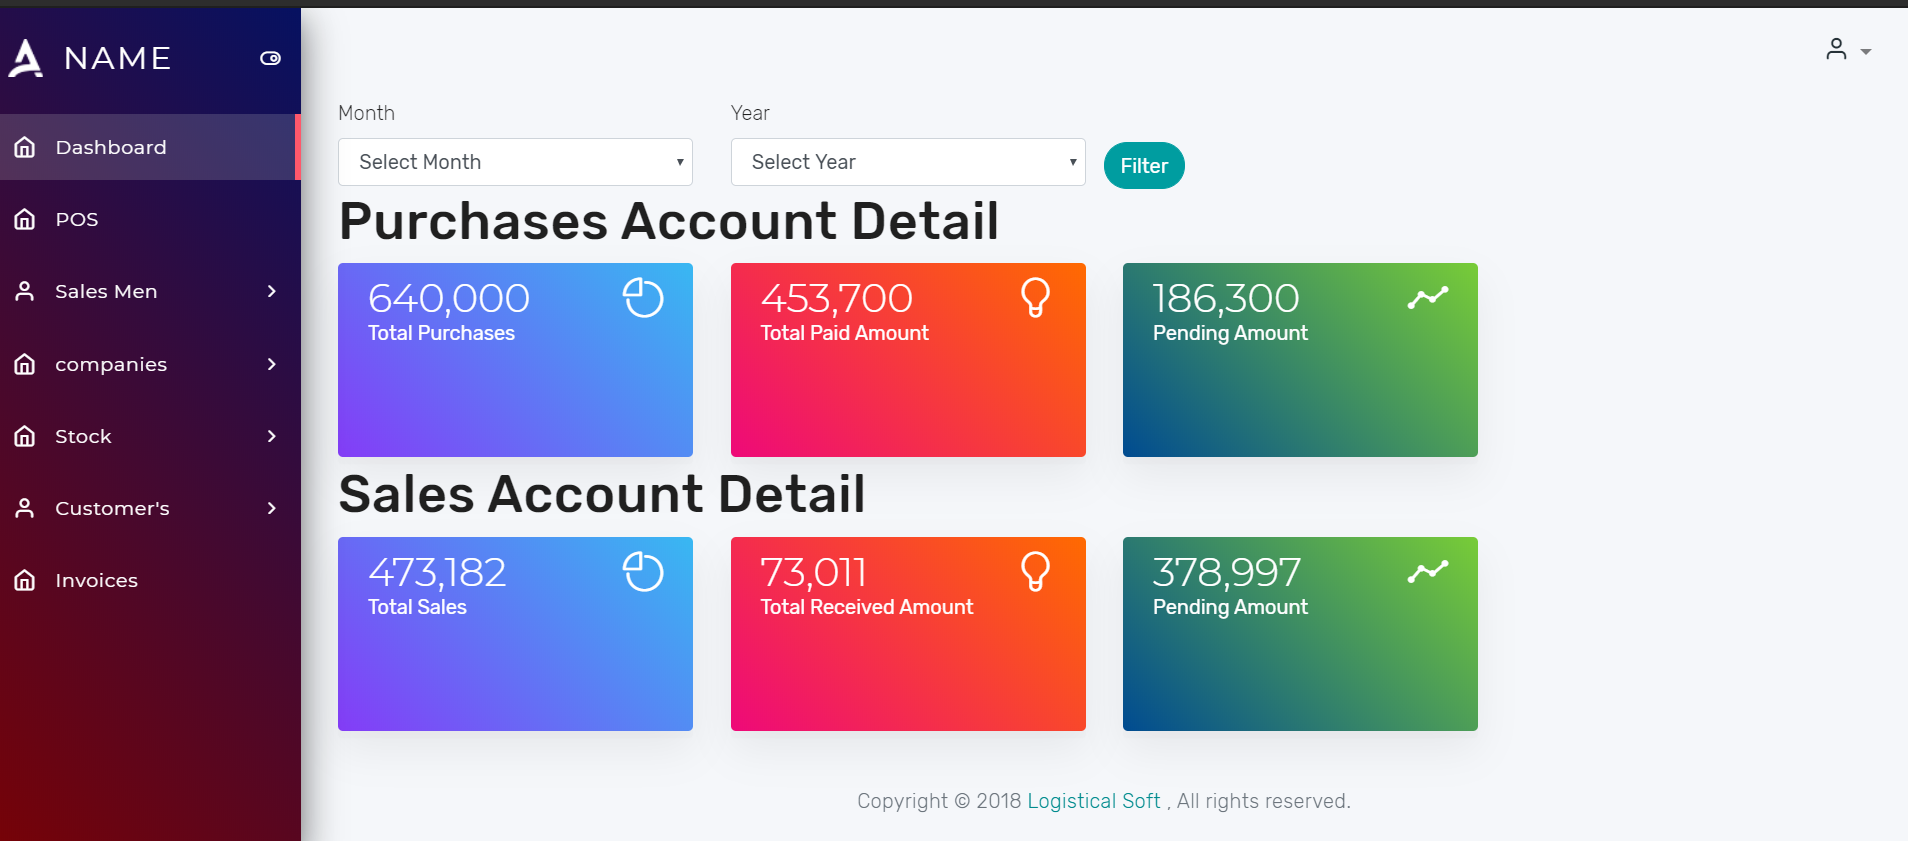 NAME
Dashboard
POS
Sales Men
companies
Stock
Customer's
Invoices
Month
Year
Select Month
Select Year
Filter
Purchases Account Detail
640,000
Total Purchases
453,700
Total Paid Amount
186,300
Pending Amount
Sales Account Detail
473,182
Total Sales
73,011
Total Received Amount
378,997
Pending Amount
Copyright © 2018 Logistical Soft , All rights reserved.